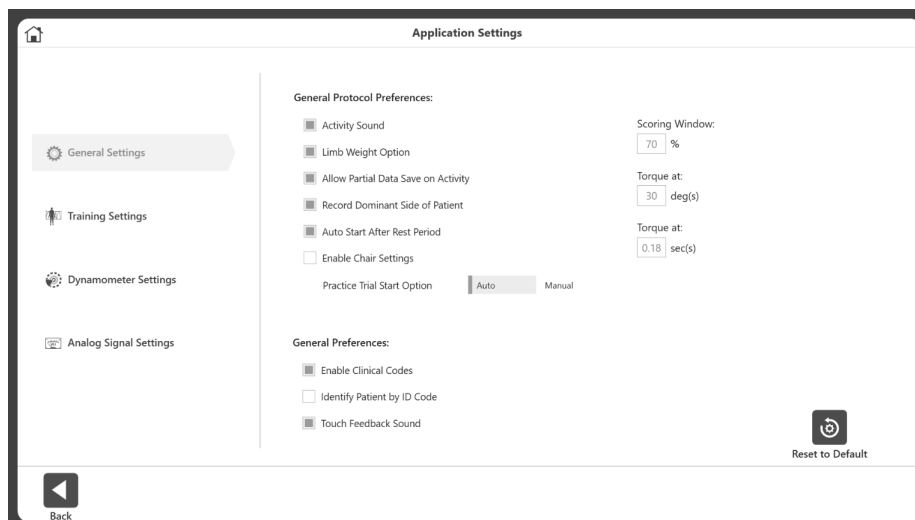 Application Settings
General Settings
Training Settings
Dynamometer Settings
Analog Signal Settings
General Protocol Preferences:
Activity Sound
Limb Weight Option
Allow Partial Data Save on Activity
Record Dominant Side of Patient
Auto Start After Rest Period
Enable Chair Settings
Practice Trial Start Option Auto Manual
Scoring Window:
70 %
Torque at:
30 deg(s)
Torque at:
0.18 sec(s)
General Preferences:
Enable Clinical Codes
Identify Patient by ID Code
Touch Feedback Sound
Reset to Default
Back